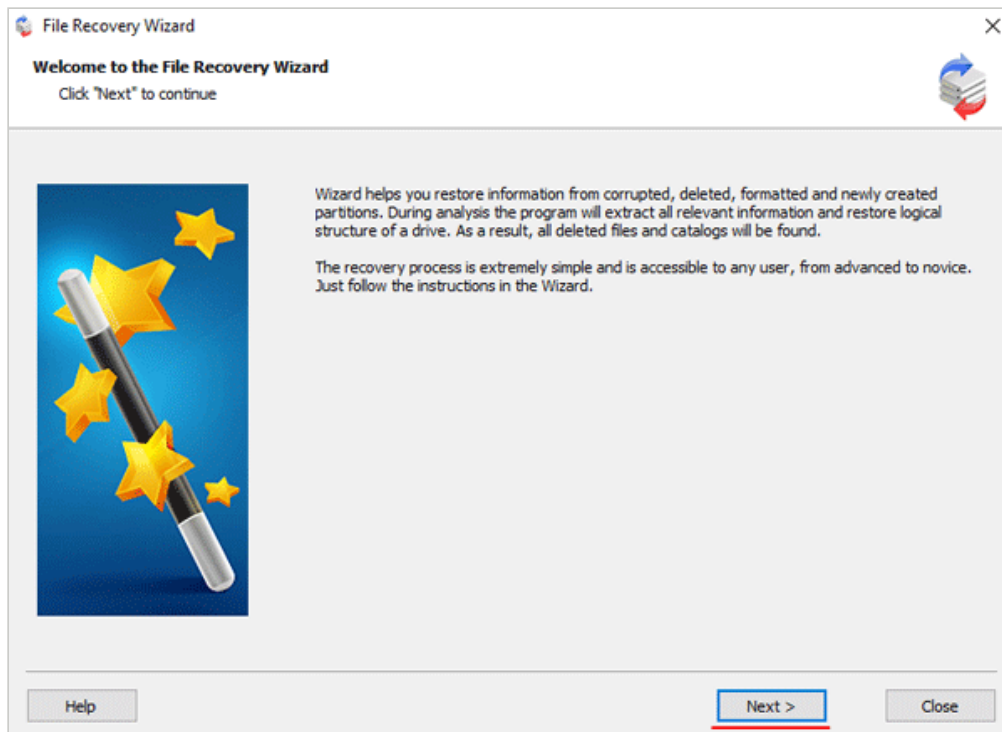 File Recovery Wizard
Welcome to the File Recovery Wizard
Click "Next" to continue
Wizard helps you restore information from corrupted, deleted, formatted and newly created
partitions. During analysis the program will extract all relevant information and restore logical
structure of a drive. As a result, all deleted files and catalogs will be found.
The recovery process is extremely simple and is accessible to any user, from advanced to novice.
Just follow the instructions in the Wizard.
Help
Next >
Close